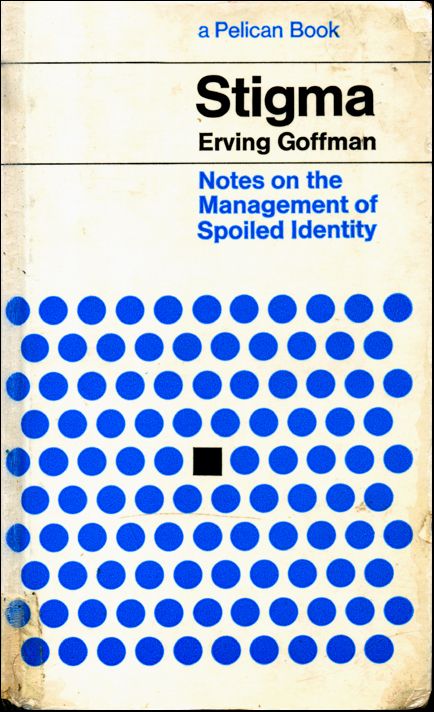 a Pelican Book
Stigma
Erving Goffman
Notes on the
Management of
Spoiled Identity